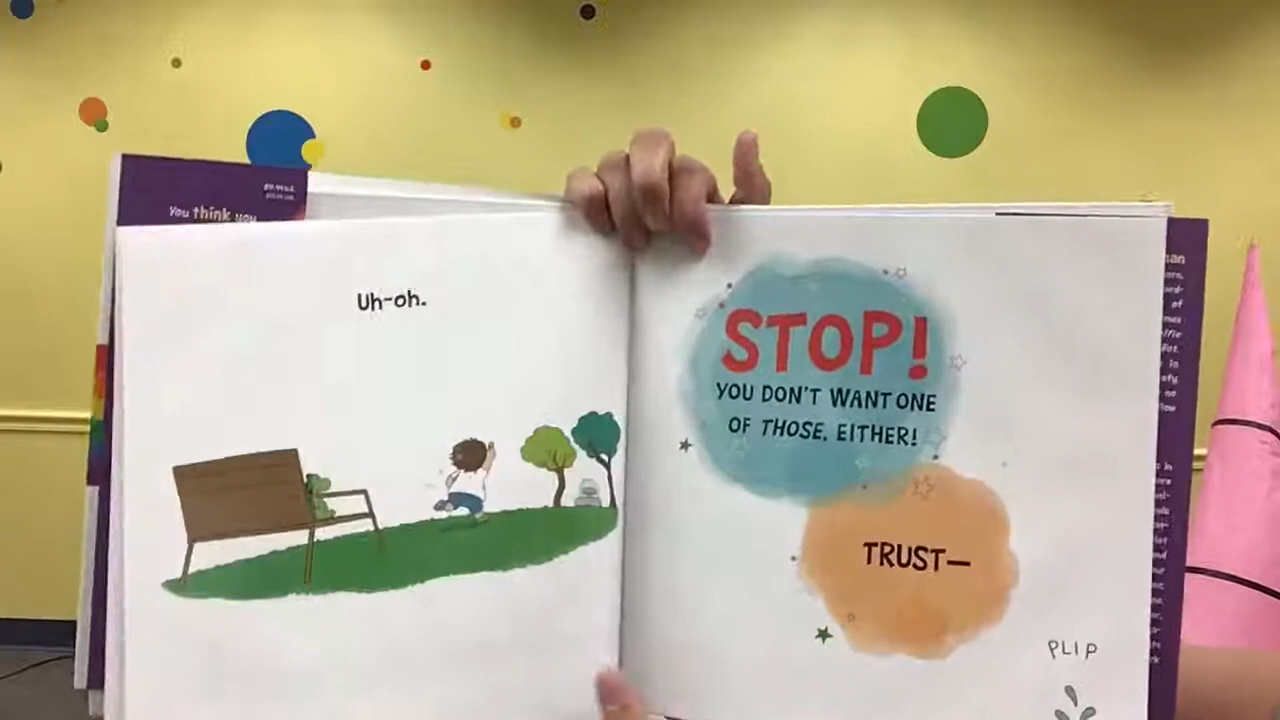 You think you
Uh-oh.
STOP!
YOU DON'T WANT ONE
OF THOSE, EITHER!
TRUST—
PLIP